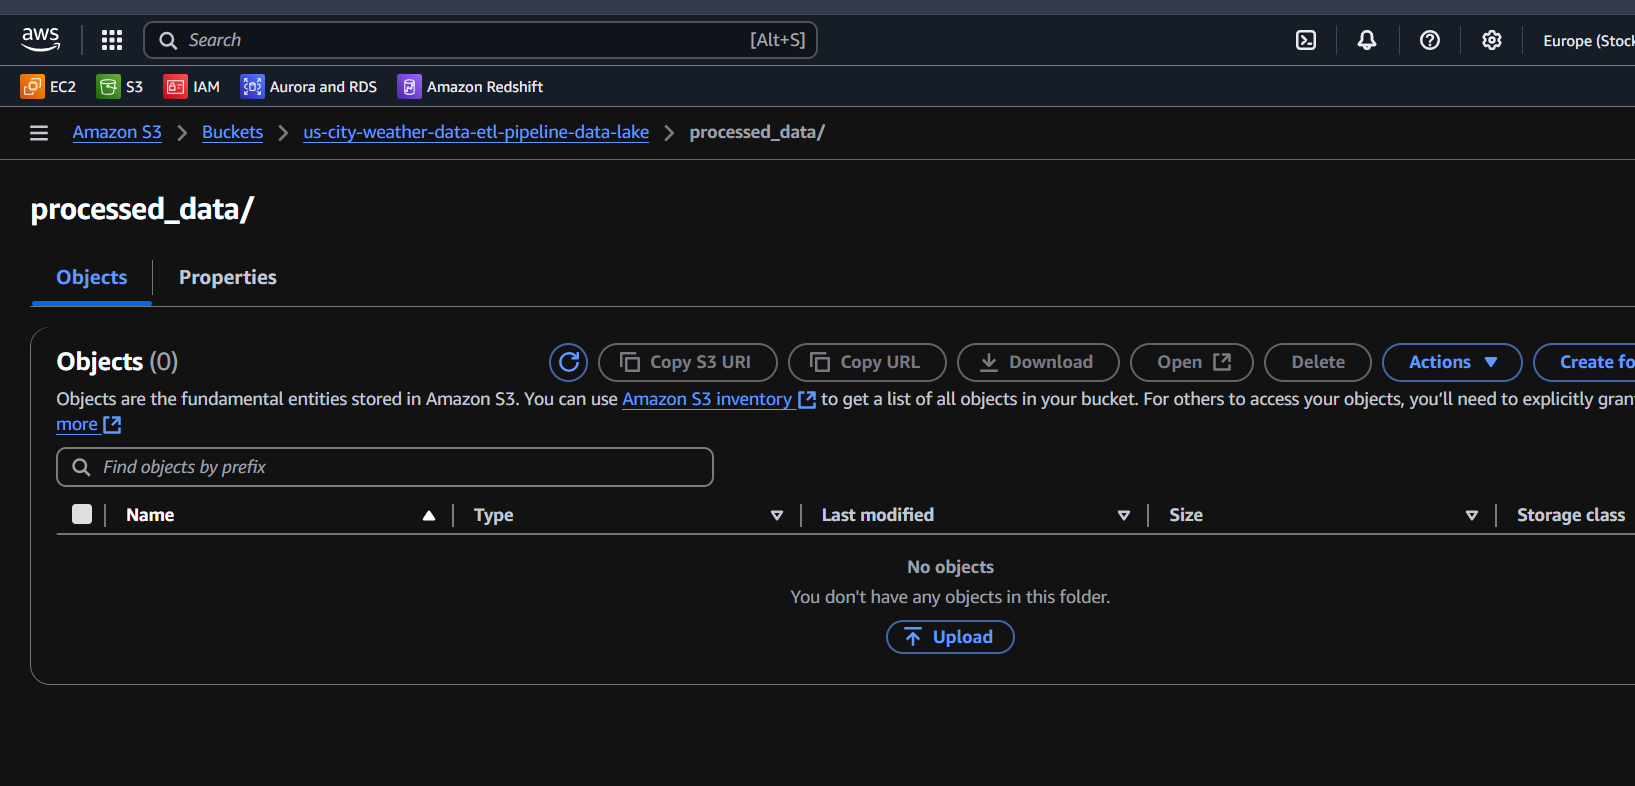 aws Search [Alt+S] Europe (Stock
EC2 S3 IAM Aurora and RDS Amazon Redshift
Amazon S3 Buckets us-city-weather-data-etl-pipeline-data-lake processed_data/
processed_data/
Objects Properties
Objects (0) Copy S3 URI Copy URL Download Open Delete Actions Create fo
Objects are the fundamental entities stored in Amazon S3. You can use Amazon S3 inventory to get a list of all objects in your bucket. For others to access your objects, you’ll need to explicitly gran
more
Find objects by prefix
Name Type Last modified Size Storage class
No objects
You don't have any objects in this folder.
Upload